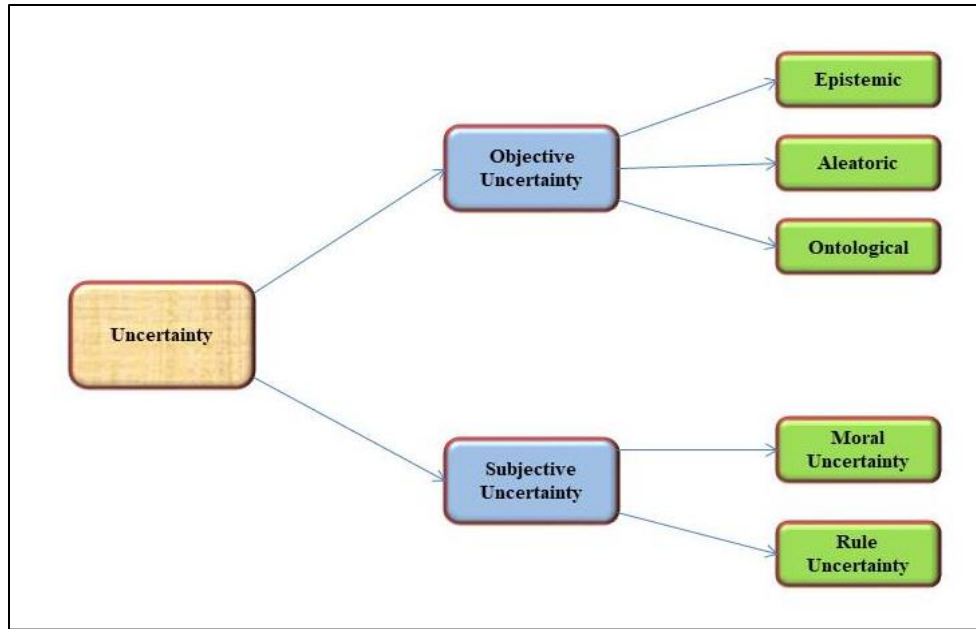 Uncertainty
Objective
Uncertainty
Subjective
Uncertainty
Epistemic
Aleatoric
Ontological
Moral
Uncertainty
Rule
Uncertainty